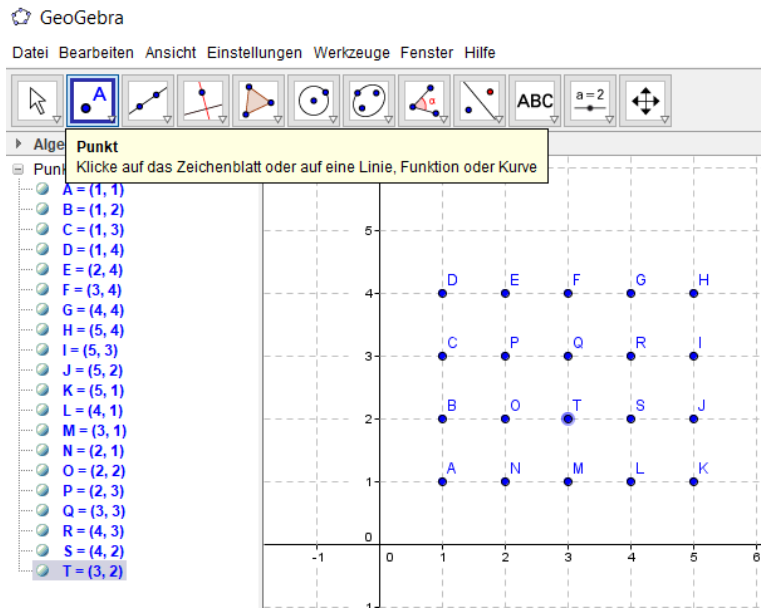 GeoGebra
Datei Bearbeiten Ansicht Einstellungen Werkzeuge Fenster Hilfe
A
α
ABC
a=2
Alge
Punkt
Klicke auf das Zeichenblatt oder auf eine Linie, Funktion oder Kurve
Punk
A = (1, 1)
B = (1, 2)
C = (1, 3)
D = (1, 4)
E = (2, 4)
F = (3, 4)
G = (4, 4)
H = (5, 4)
I = (5, 3)
J = (5, 2)
K = (5, 1)
L = (4, 1)
M = (3, 1)
N = (2, 1)
O = (2, 2)
P = (2, 3)
Q = (3, 3)
R = (4, 3)
S = (4, 2)
T = (3, 2)
5
D E F G H
4
C P Q R I
3
B O T S J
2
A N M L K
1
0
-1 0 1 2 3 4 5 6